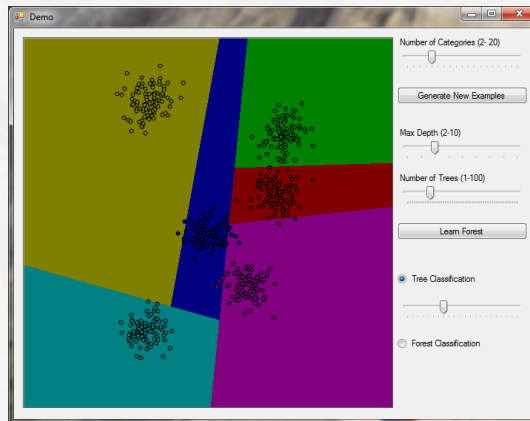 Demo
Number of Categories (2- 20)
Generate New Examples
Max Depth (2-10)
Number of Trees (1-100)
Learn Forest
Tree Classification
Forest Classification